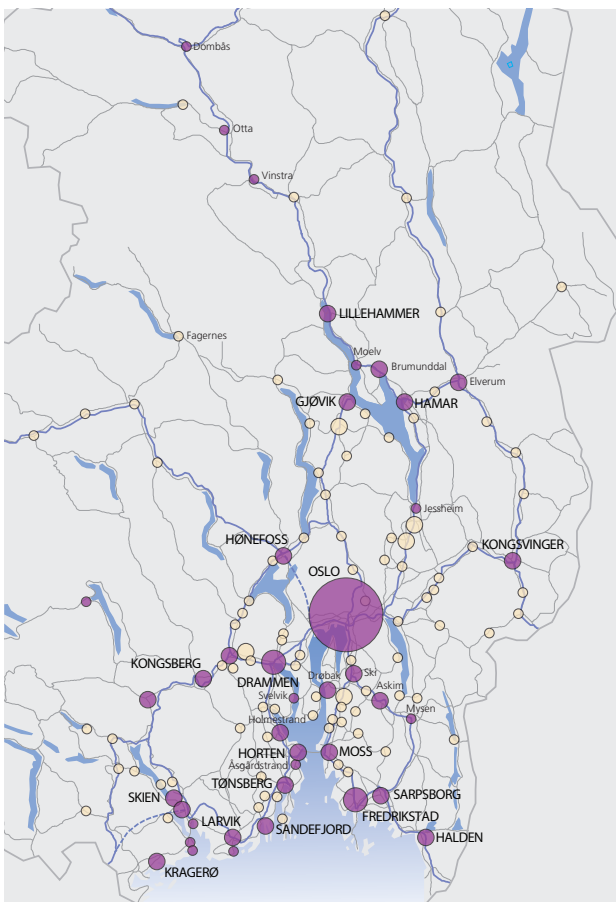 Dombås
Otta
Vinstra
LILLEHAMMER
Fagernes
Moelv
Brumunddal
Elverum
GJØVIK
HAMAR
Jessheim
HØNEFOSS
KONGSVINGER
OSLO
KONGSBERG
DRAMMEN
Drøbak
Ski
Svelvik
Askim
Mysen
Holmestrand
HORTEN
MOSS
Åsgårdstrand
TØNSBERG
SKIEN
SARPSBORG
FREDRIKSTAD
LARVIK
SANDEFJORD
HALDEN
KRAGERØ